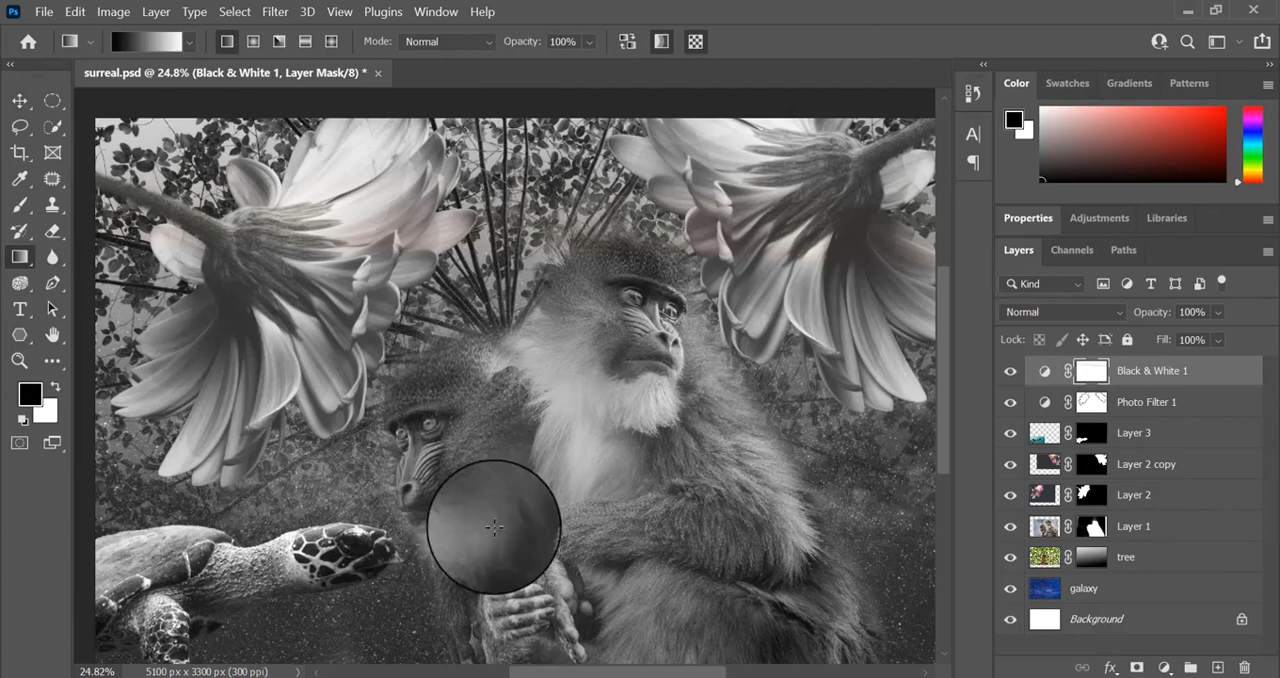 Ps File Edit Image Layer Type Select Filter 3D View Plugins Window Help
Mode: Normal Opacity: 100%
surreal.psd @ 24.8% (Black & White 1, Layer Mask/8) * ×
Color Swatches Gradients Patterns
Properties Adjustments Libraries
Layers Channels Paths
Kind
Normal Opacity: 100%
Lock: Fill: 100%
Black & White 1
Photo Filter 1
Layer 3
Layer 2 copy
Layer 2
Layer 1
tree
galaxy
Background
24.82% 5100 px x 3300 px (300 ppi)